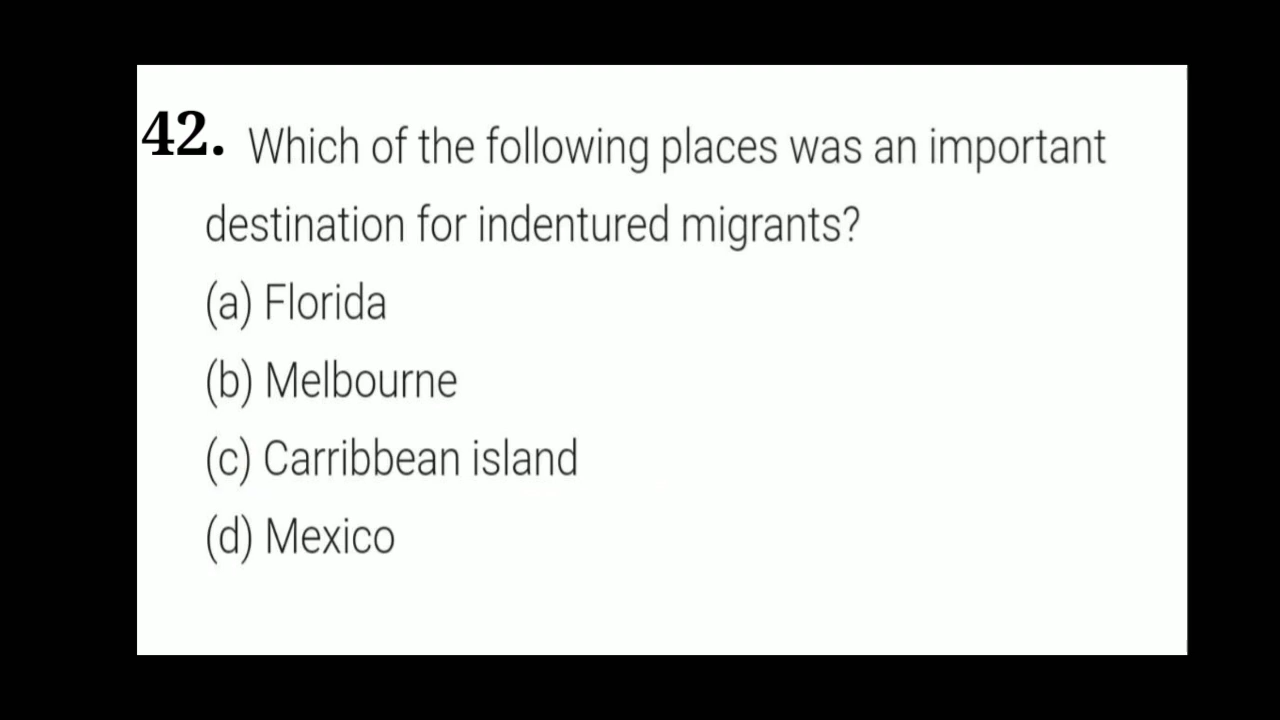 42. Which of the following places was an important
destination for indentured migrants?
(a) Florida
(b) Melbourne
(c) Carribbean island
(d) Mexico